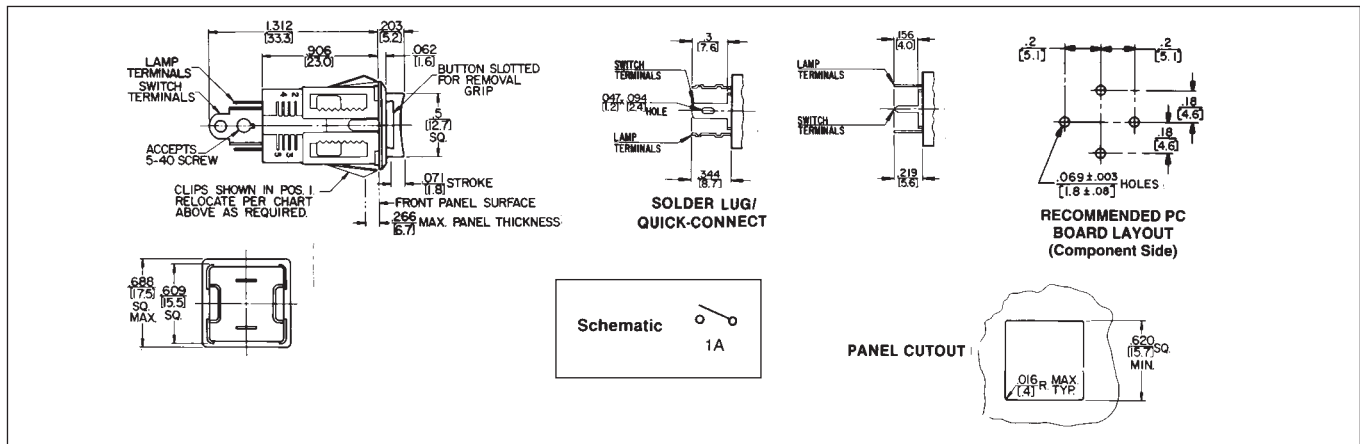 1.312
[33.3]
.203
[5.2]
.906
[23.0]
.062
[1.6]
LAMP
TERMINALS
SWITCH
TERMINALS
BUTTON SLOTTED
FOR REMOVAL
GRIP
.5
[12.7]
SQ.
ACCEPTS
5-40 SCREW
.071
[1.8] STROKE
CLIPS SHOWN IN POS. 1.
RELOCATE PER CHART
ABOVE AS REQUIRED.
FRONT PANEL SURFACE
.266
[6.7] MAX. PANEL THICKNESS
.3
[7.6]
SWITCH
TERMINALS
.047 x .094
[1.2] [2.4] HOLE
LAMP
TERMINALS
.344
[8.7]
SOLDER LUG/
QUICK-CONNECT
.156
[4.0]
LAMP
TERMINALS
SWITCH
TERMINALS
.219
[5.6]
.2
[5.1]
.2
[5.1]
.18
[4.6]
.18
[4.6]
.069 ±.003
[1.8 ±.08] HOLES
RECOMMENDED PC
BOARD LAYOUT
(Component Side)
.688
[17.5]
SQ.
MAX.
.609
[15.5]
SQ.
Schematic
1A
PANEL CUTOUT
.620
[15.7] SQ.
MIN.
.016
[.4] R. MAX.
TYP.